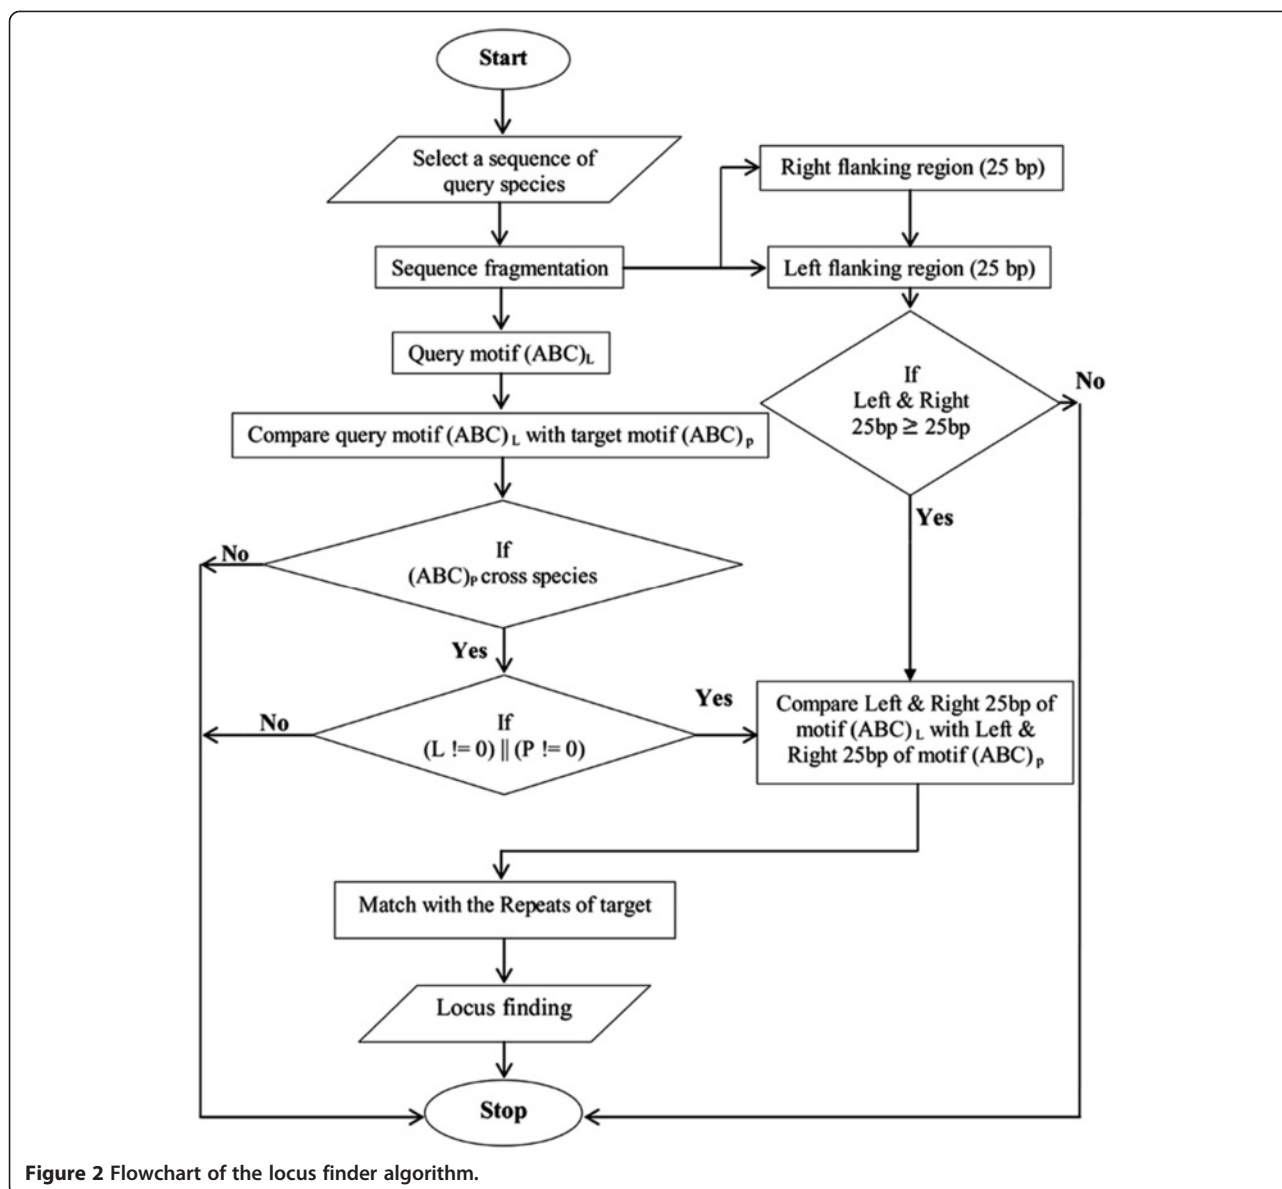 Start
Select a sequence of
query species
Right flanking region (25 bp)
Sequence fragmentation
Left flanking region (25 bp)
Query motif (ABC)L
If
Left & Right
25bp ≧ 25bp
No
Compare query motif (ABC) L with target motif (ABC) p
Yes
If
(ABC)P cross species
No
Yes
If
(L != 0) || (P != 0)
No
Yes
Compare Left & Right 25bp of
motif (ABC) L with Left &
Right 25bp of motif (ABC) p
Match with the Repeats of target
Locus finding
Stop
Figure 2 Flowchart of the locus finder algorithm.